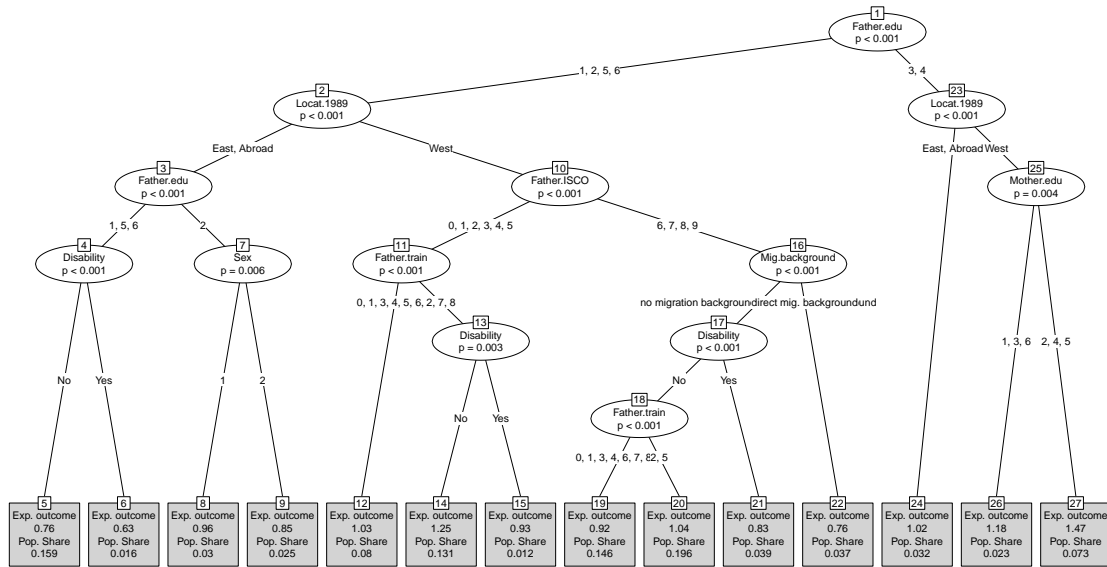 1
Father.edu
p < 0.001
1, 2, 5, 6
3, 4
2
Locat.1989
p < 0.001
23
Locat.1989
p < 0.001
East, Abroad
West
East, Abroad
West
3
Father.edu
p < 0.001
10
Father.ISCO
p < 0.001
25
Mother.edu
p = 0.004
1, 5, 6
2
0, 1, 2, 3, 4, 5
6, 7, 8, 9
4
Disability
p < 0.001
7
Sex
p = 0.006
11
Father.train
p < 0.001
16
Mig.background
p < 0.001
0, 1, 3, 4, 5, 6, 2, 7, 8
no migration background
direct mig. background
und
13
Disability
p = 0.003
17
Disability
p < 0.001
1, 3, 6
2, 4, 5
No
Yes
1
2
No
Yes
No
Yes
18
Father.train
p < 0.001
0, 1, 3, 4, 6, 7, 8
2, 5
5
Exp. outcome
0.76
Pop. Share
0.159
6
Exp. outcome
0.63
Pop. Share
0.016
8
Exp. outcome
0.96
Pop. Share
0.03
9
Exp. outcome
0.85
Pop. Share
0.025
12
Exp. outcome
1.03
Pop. Share
0.08
14
Exp. outcome
1.25
Pop. Share
0.131
15
Exp. outcome
0.93
Pop. Share
0.012
19
Exp. outcome
0.92
Pop. Share
0.146
20
Exp. outcome
1.04
Pop. Share
0.196
21
Exp. outcome
0.83
Pop. Share
0.039
22
Exp. outcome
0.76
Pop. Share
0.037
24
Exp. outcome
1.02
Pop. Share
0.032
26
Exp. outcome
1.18
Pop. Share
0.023
27
Exp. outcome
1.47
Pop. Share
0.073